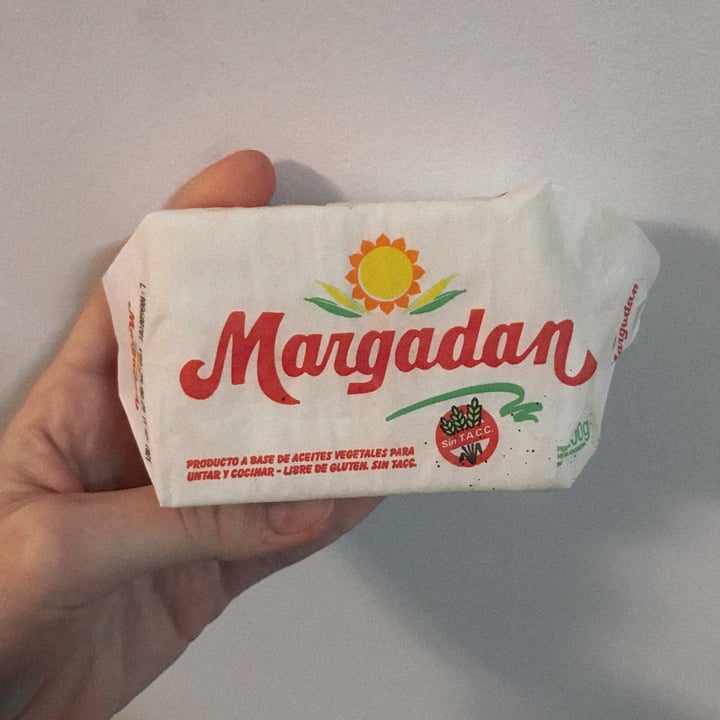 Margadan
PRODUCTO A BASE DE ACEITES VEGETALES PARA
UNTAR Y COCINAR - LIBRE DE GLUTEN. SIN TACC.
Sin T.A.C.C.